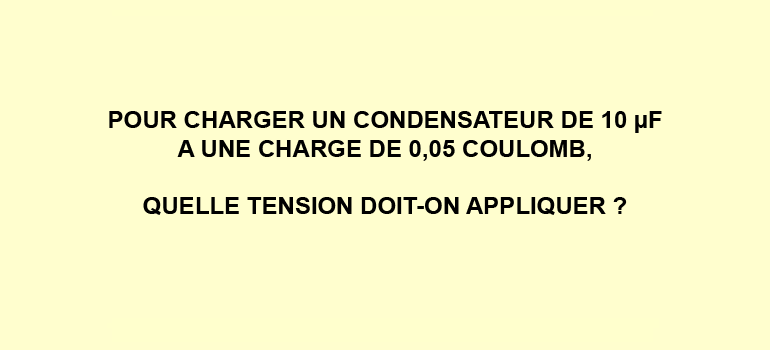 POUR CHARGER UN CONDENSATEUR DE 10 µF
A UNE CHARGE DE 0,05 COULOMB,
QUELLE TENSION DOIT-ON APPLIQUER ?